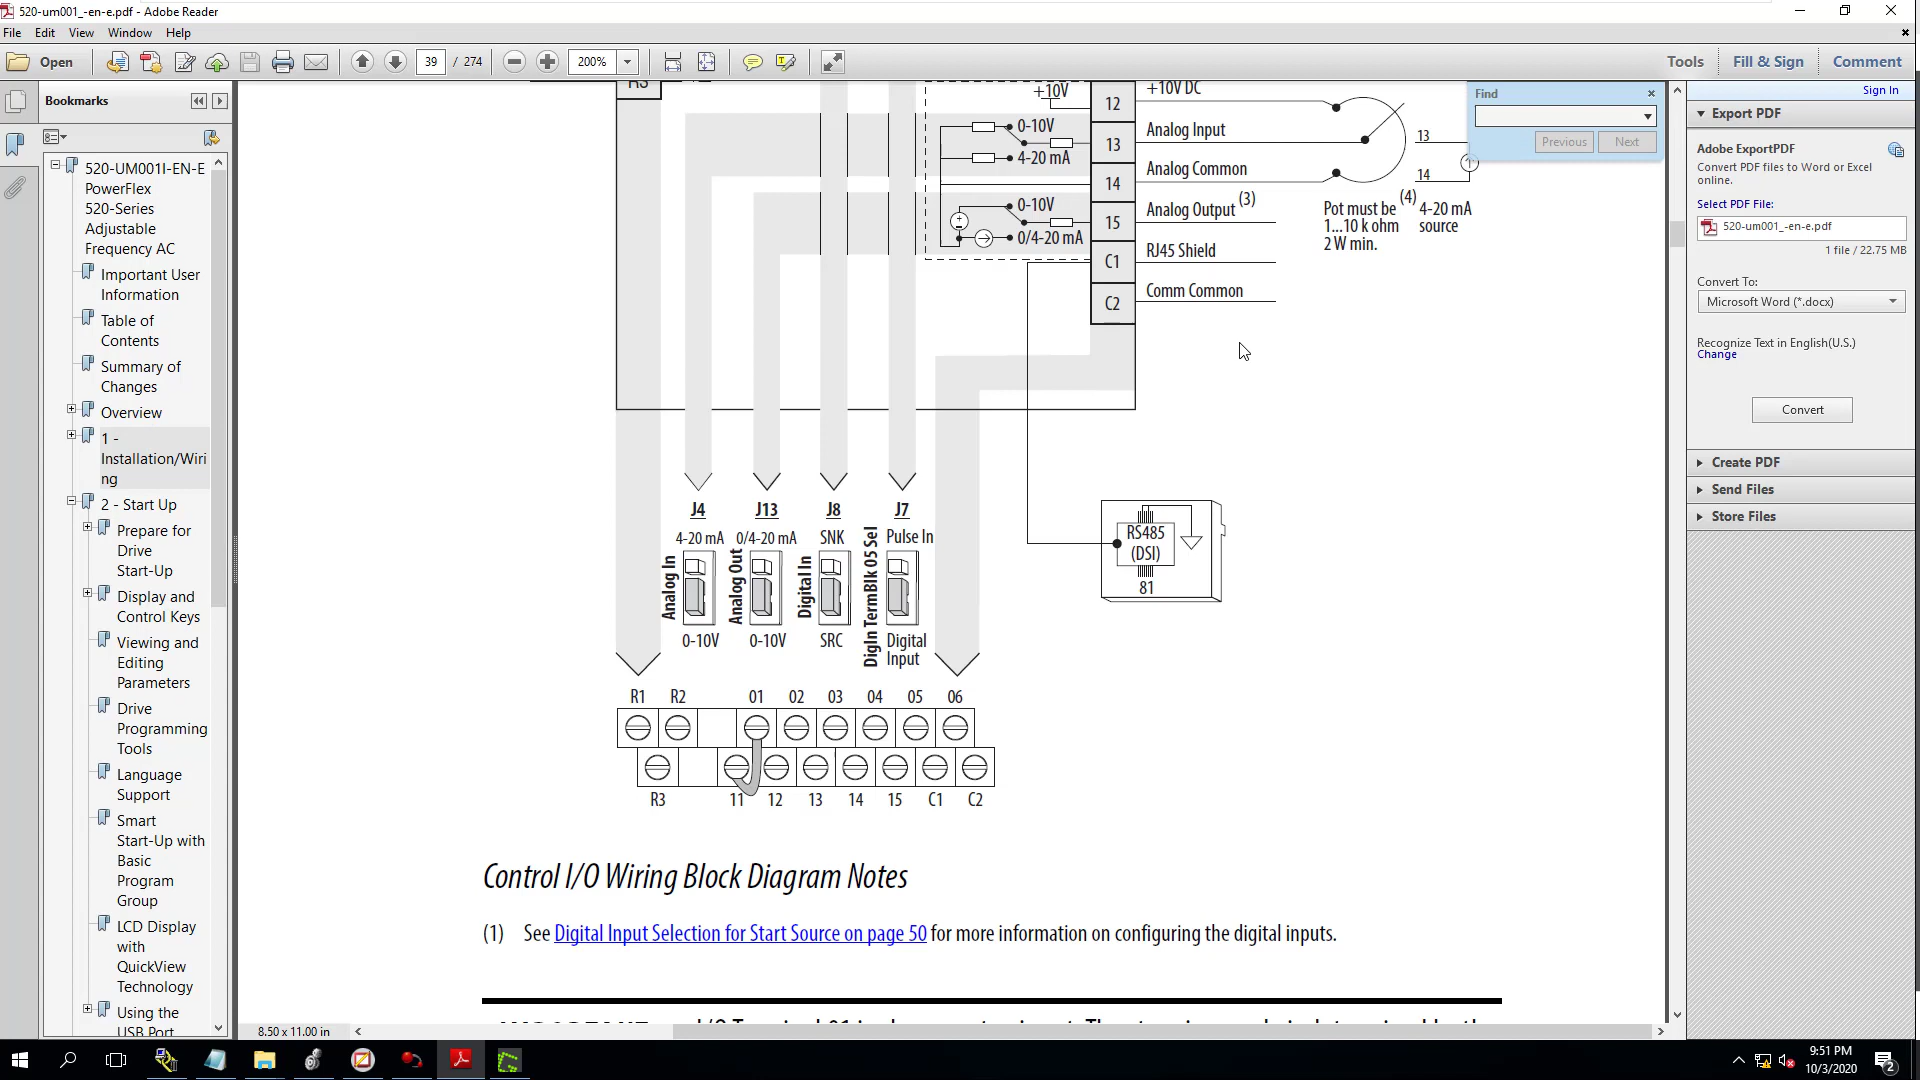 520-um001_-en-e.pdf - Adobe Reader
File Edit View Window Help
Open 39 / 274 200% Tools Fill & Sign Comment
Bookmarks
520-UM001I-EN-E
PowerFlex
520-Series
Adjustable
Frequency AC
Important User
Information
Table of
Contents
Summary of
Changes
Overview
1 -
Installation/Wiri
ng
2 - Start Up
Prepare for
Drive
Start-Up
Display and
Control Keys
Viewing and
Editing
Parameters
Drive
Programming
Tools
Language
Support
Smart
Start-Up with
Basic
Program
Group
LCD Display
with
QuickView
Technology
Using the
USB Port
+10V 12 +10V DC
0-10V 13 Analog Input 13
4-20 mA
14 Analog Common 14
0-10V 15 Analog Output (3)
0/4-20 mA
C1 RJ45 Shield
C2 Comm Common
Pot must be
1...10 k ohm
2 W min.
(4) 4-20 mA
source
J4 J13 J8 J7
4-20 mA 0/4-20 mA SNK Pulse In
Analog In
Analog Out
Digital In
DigIn TermBlk 05 Sel
0-10V 0-10V SRC Digital
Input
RS485
(DSI)
81
R1 R2 01 02 03 04 05 06
R3 11 12 13 14 15 C1 C2
Control I/O Wiring Block Diagram Notes
(1) See Digital Input Selection for Start Source on page 50 for more information on configuring the digital inputs.
8.50 x 11.00 in
Find
Previous Next
Sign In
Export PDF
Adobe ExportPDF
Convert PDF files to Word or Excel
online.
Select PDF File:
520-um001_-en-e.pdf
1 file / 22.75 MB
Convert To:
Microsoft Word (*.docx)
Recognize Text in English(U.S.)
Change
Convert
Create PDF
Send Files
Store Files
9:51 PM
10/3/2020
2